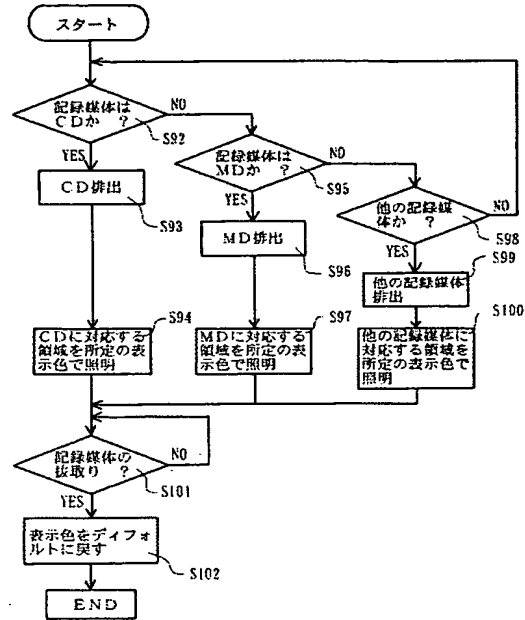 スタート
記録媒体は
CDか ?
NO
S92
YES
CD排出
S93
記録媒体は
MDか ?
NO
S95
YES
MD排出
S96
他の記録媒
体か ?
NO
S98
YES
S99
他の記録媒体
排出
S94
CDに対応する
領域を所定の表
示色で照明
S97
MDに対応する
領域を所定の表
示色で照明
S100
他の記録媒体に
対応する領域を
所定の表示色で
照明
記録媒体の
抜取り ?
NO
S101
YES
表示色をディフォ
ルトに戻す
S102
END